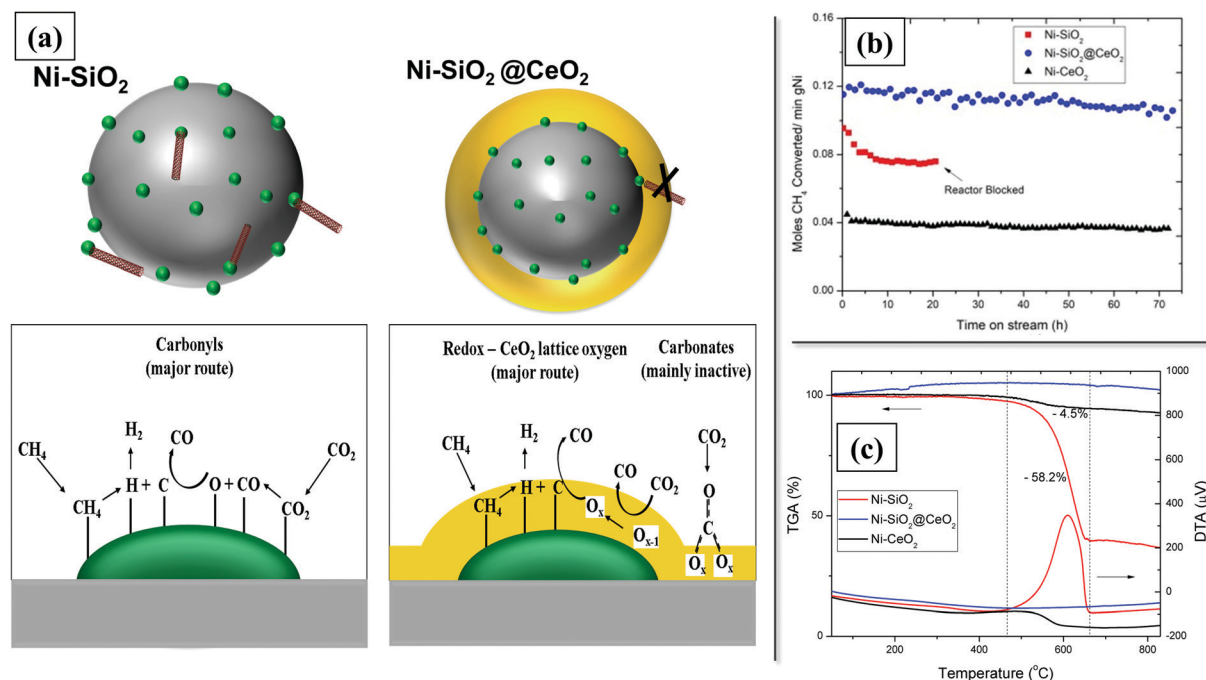 (a)
Ni-SiO₂
Ni-SiO₂ @CeO₂
Carbonyls
(major route)
H₂
CO
CO₂
CH₄
H + C
O + CO
CH₄
CO₂
Redox – CeO₂ lattice oxygen
(major route)
Carbonates
(mainly inactive)
H₂
CO
CO
CO₂
CO₂
CH₄
H + C
CH₄
Oₓ
Oₓ₋₁
O
C
Oₓ
Oₓ
(b)
Ni-SiO₂
Ni-SiO₂@CeO₂
Ni-CeO₂
Reactor Blocked
Moles CH₄ Converted/ min gNi
0.16
0.12
0.08
0.04
0.00
0 10 20 30 40 50 60 70
Time on stream (h)
(c)
- 4.5%
- 58.2%
Ni-SiO₂
Ni-SiO₂@CeO₂
Ni-CeO₂
TGA (%)
100
50
0
DTA (µV)
1000
800
600
400
200
0
-200
200 400 600 800
Temperature (°C)